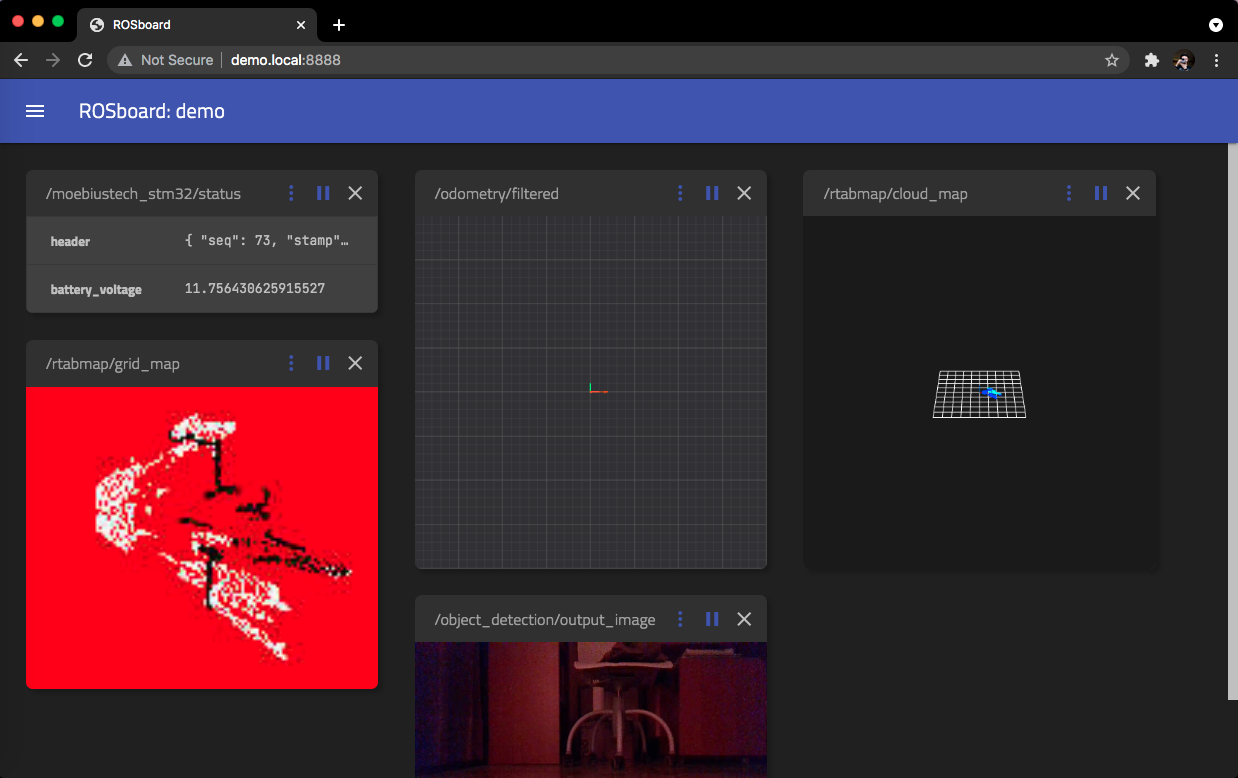 ROSboard
Not Secure
demo.local:8888
ROSboard: demo
/moebiustech_stm32/status
header { "seq": 73, "stamp"…
battery_voltage 11.756430625915527
/rtabmap/grid_map
/odometry/filtered
/object_detection/output_image
/rtabmap/cloud_map